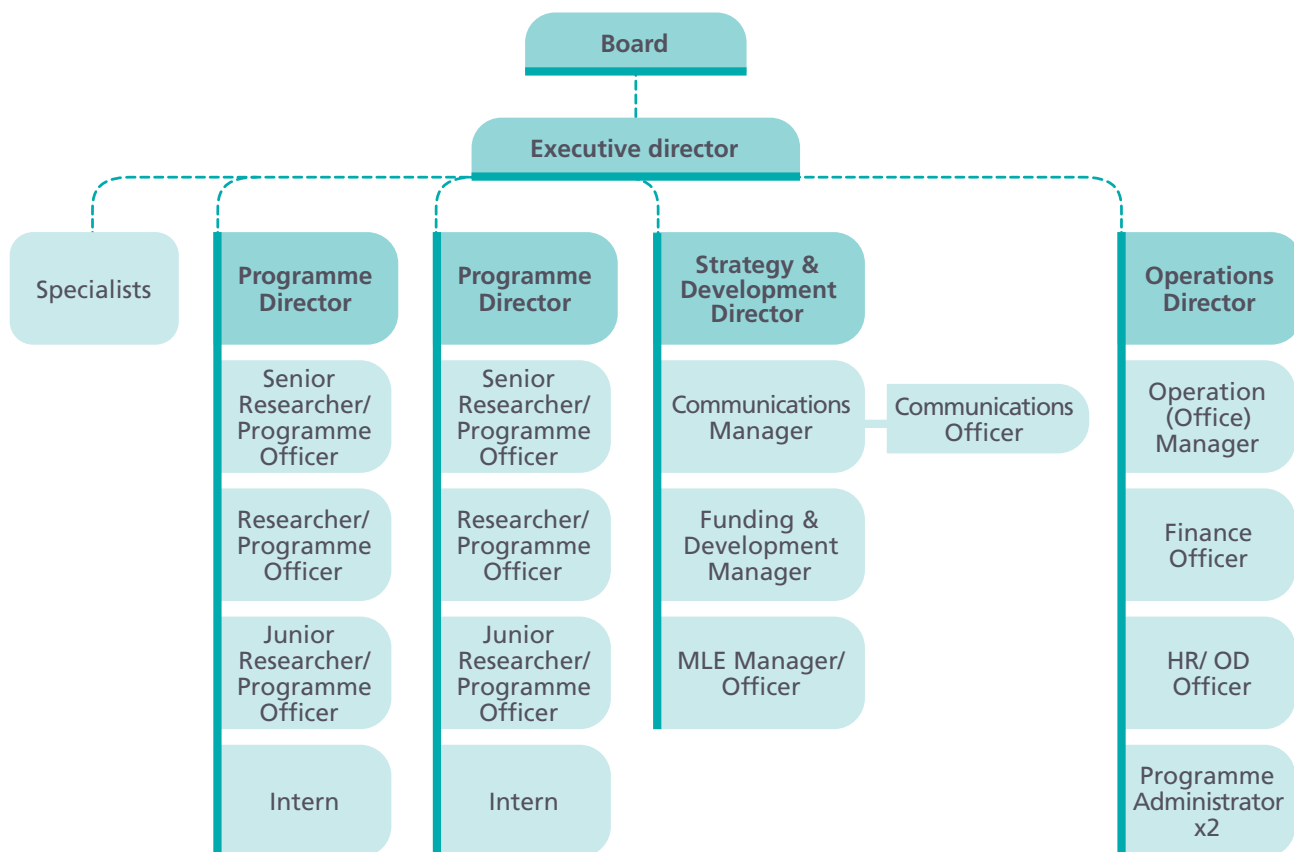 Board
Executive director
Specialists
Programme
Director
Programme
Director
Strategy &
Development
Director
Operations
Director
Senior
Researcher/
Programme
Officer
Senior
Researcher/
Programme
Officer
Communications
Manager
Communications
Officer
Operation
(Office)
Manager
Researcher/
Programme
Officer
Researcher/
Programme
Officer
Funding &
Development
Manager
Finance
Officer
Junior
Researcher/
Programme
Officer
Junior
Researcher/
Programme
Officer
MLE Manager/
Officer
HR/ OD
Officer
Intern
Intern
Programme
Administrator
x2